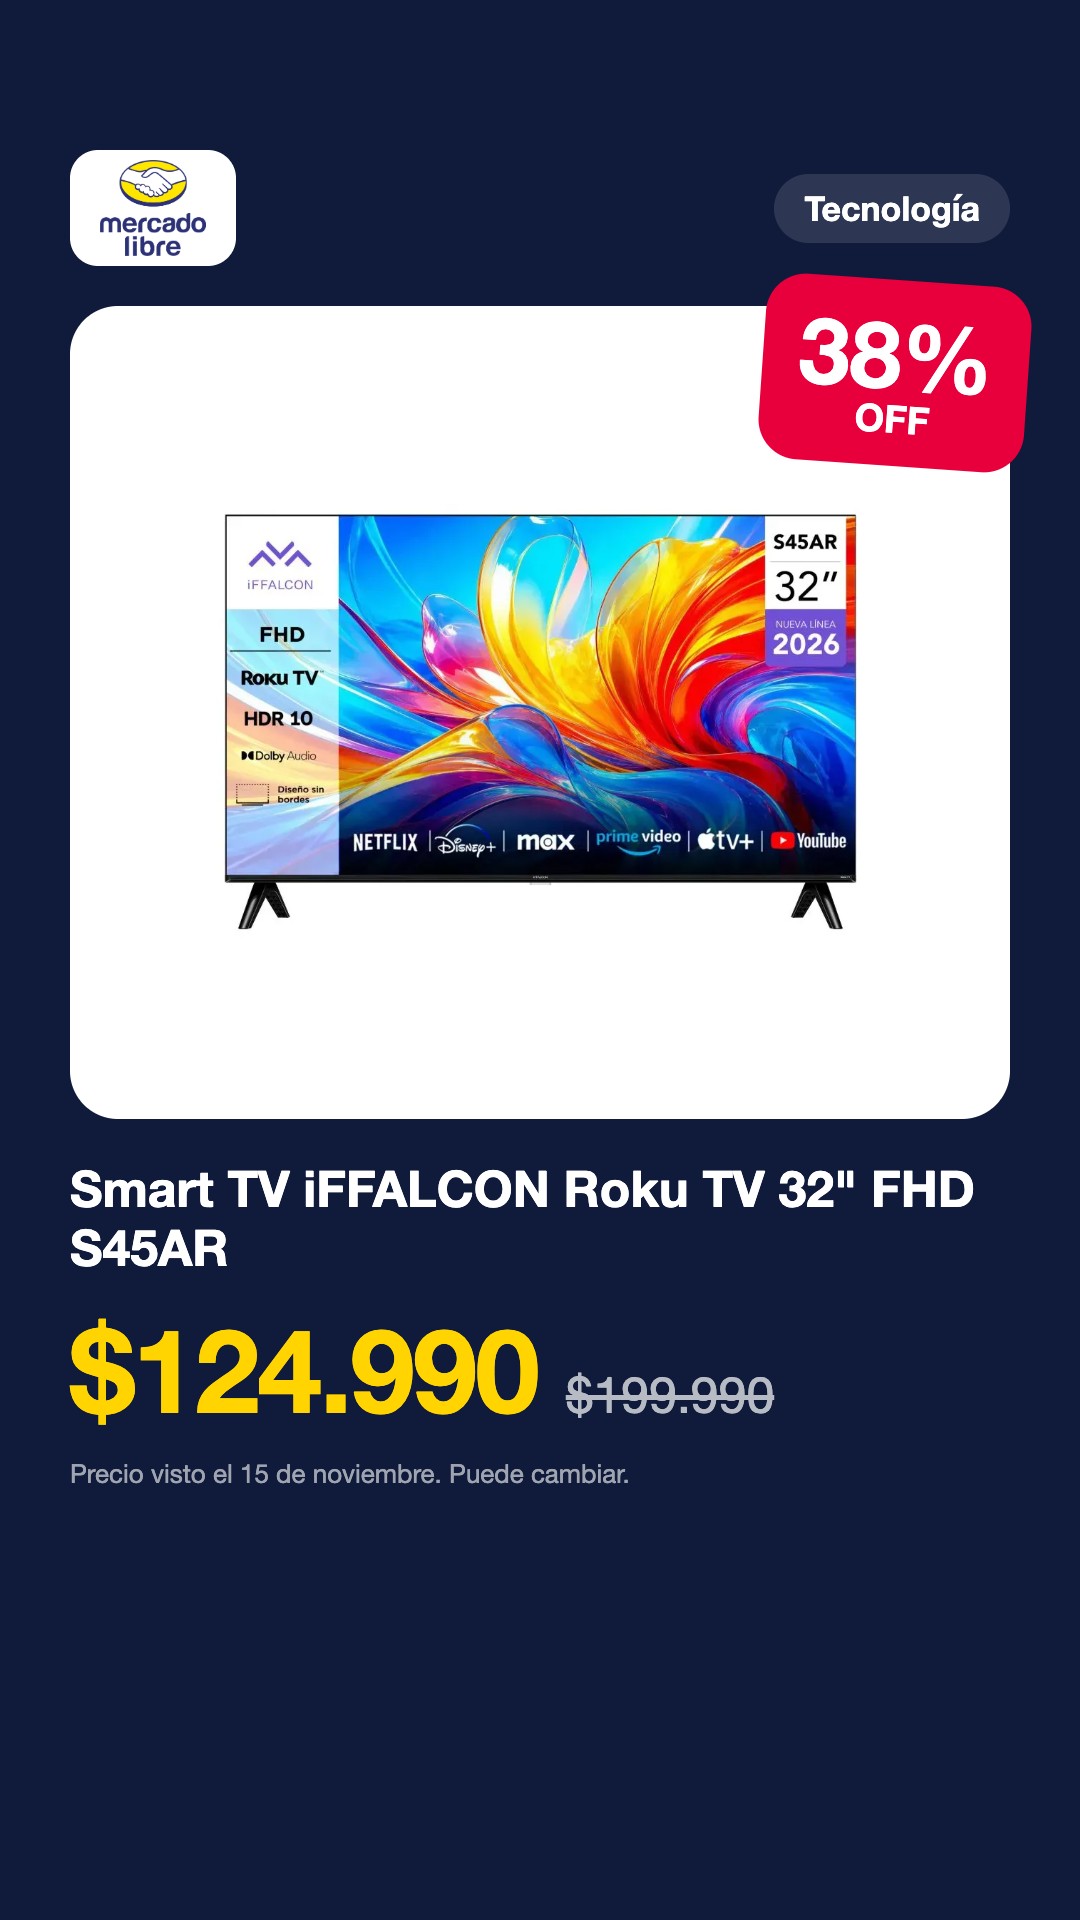 mercado
libre
Tecnología
38%
OFF
iFFALCON
FHD
Roku TV
HDR 10
Dolby Audio
Diseño sin
bordes
S45AR
32"
NUEVA LÍNEA
2026
NETFLIX | Disney+ | max | prime video | tv+ | YouTube
Smart TV iFFALCON Roku TV 32" FHD
S45AR
$124.990 $199.990
Precio visto el 15 de noviembre. Puede cambiar.